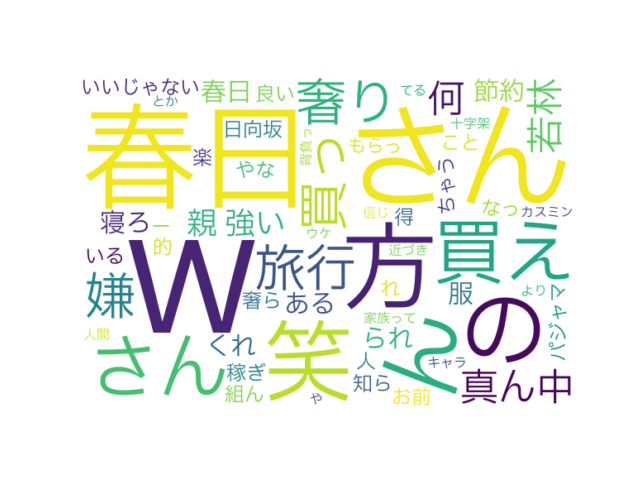 いいじゃない
とか
春日
良い
奢り
てる
何
節約
若林
春日
さん
日向坂
楽
やな
背負っ
っ
買っ
もらっ
十字架
こと
ちゃう
寝ろ
一
的
親
強い
信じ
得
なっ
カスミン
いる
嫌
W
旅行
ウケ
方
近づき
買え
奢ら
ある
れ
服
の
より
パジャマ
人間
さん
くれ
笑
家族って
られ
ん
稼ぎ
組ん
ゃ
人
知ら
キャラ
お前
真ん中